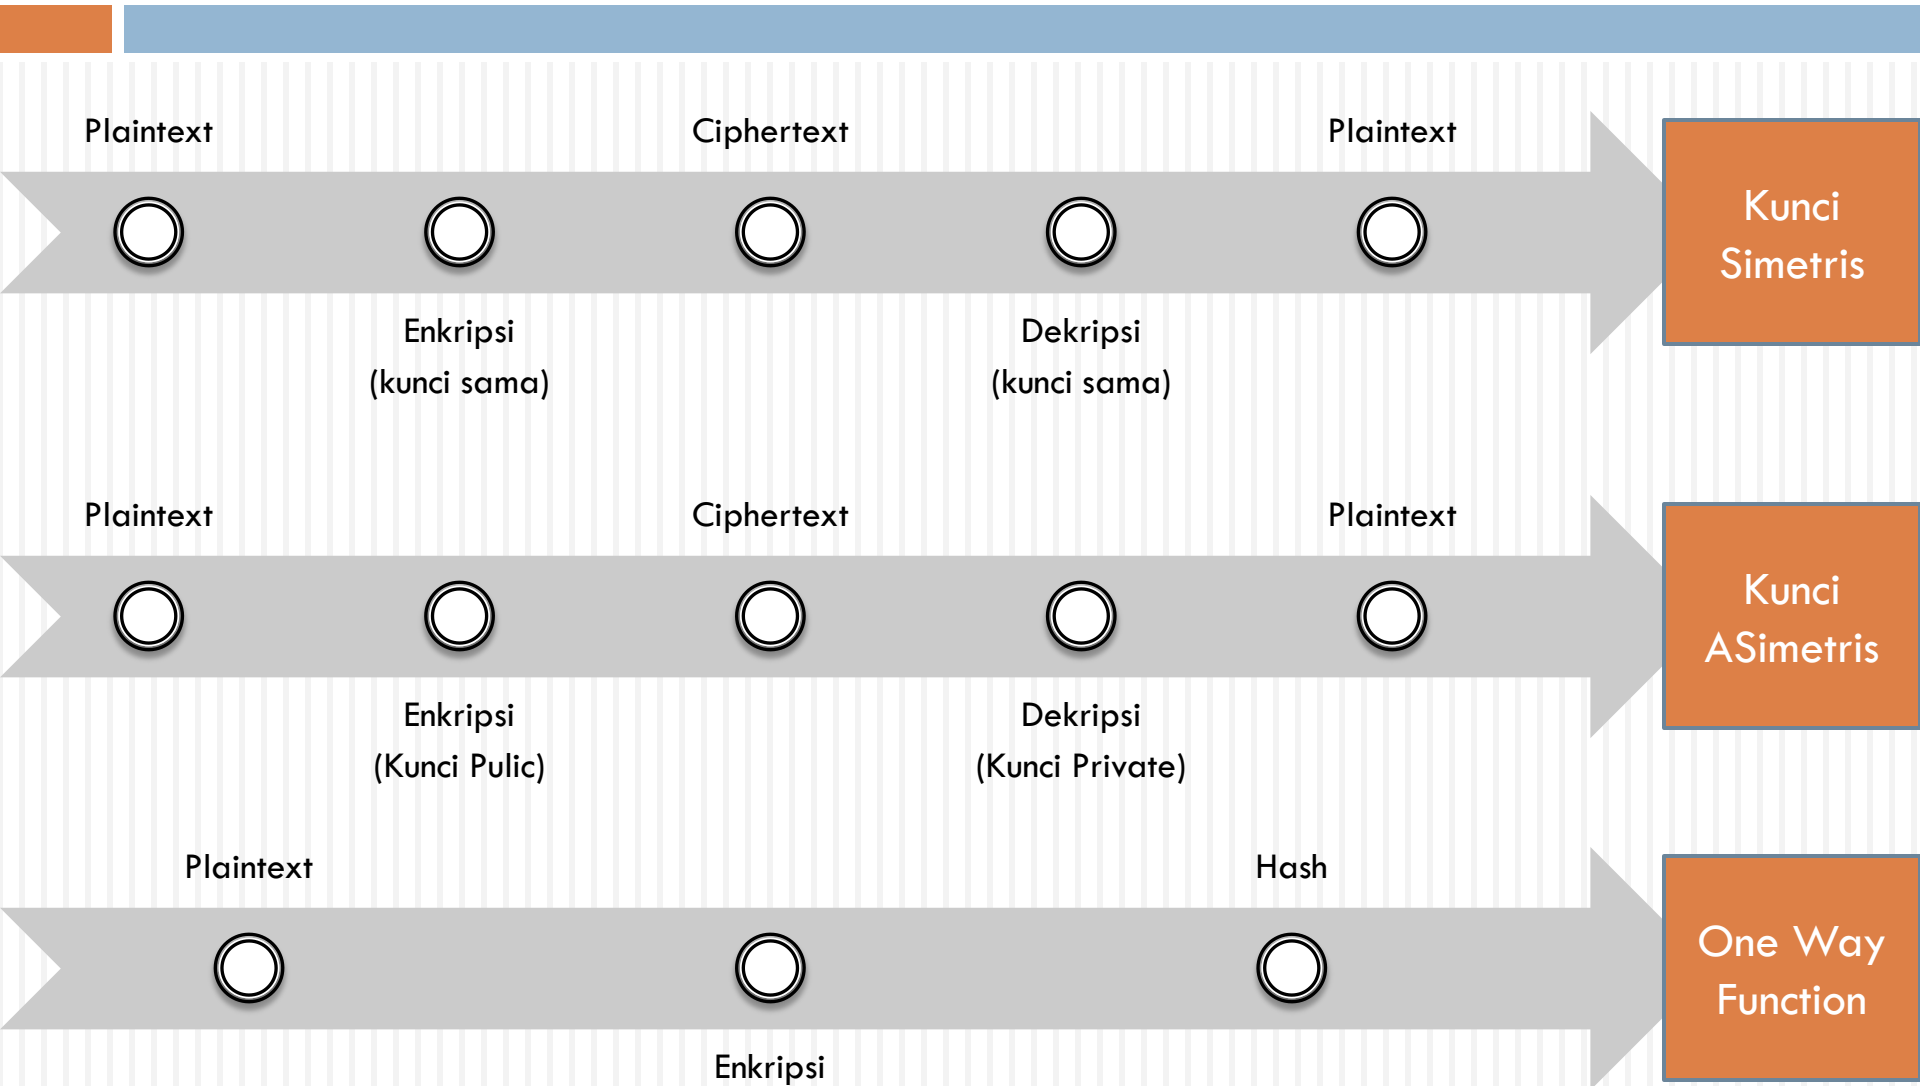 Plaintext
Ciphertext
Plaintext
Kunci
Simetris
Enkripsi
(kunci sama)
Dekripsi
(kunci sama)
Plaintext
Ciphertext
Plaintext
Kunci
ASimetris
Enkripsi
(Kunci Pulic)
Dekripsi
(Kunci Private)
Plaintext
Hash
One Way
Function
Enkripsi